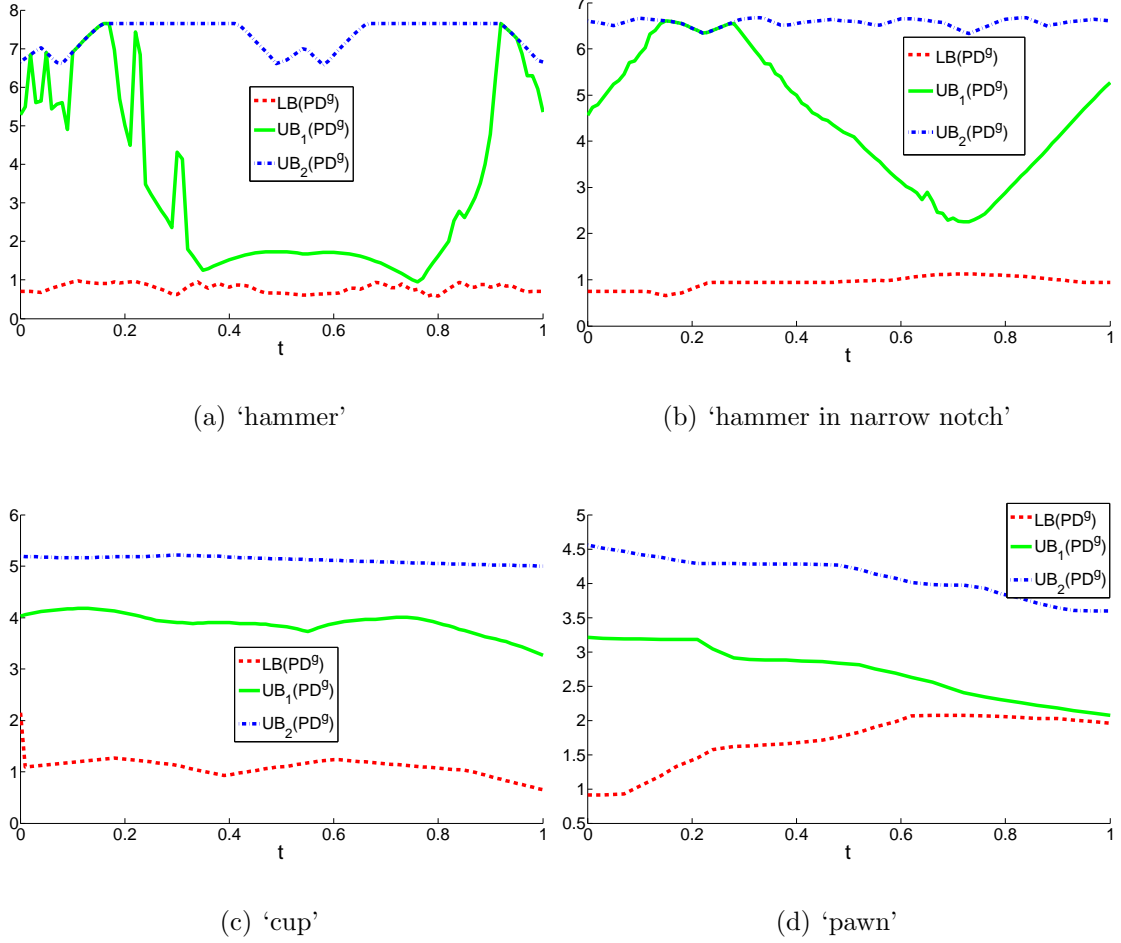 8
7
6
5
4
3
2
1
0
0
0.2
0.4
0.6
0.8
1
t
LB(PD^g)
UB_1(PD^g)
UB_2(PD^g)
(a) ‘hammer’
7
6
5
4
3
2
1
0
0.2
0.4
0.6
0.8
1
t
LB(PD^g)
UB_1(PD^g)
UB_2(PD^g)
(b) ‘hammer in narrow notch’
6
5
4
3
2
1
0
0
0.2
0.4
0.6
0.8
1
t
LB(PD^g)
UB_1(PD^g)
UB_2(PD^g)
(c) ‘cup’
5
4.5
4
3.5
3
2.5
2
1.5
1
0.5
0
0.2
0.4
0.6
0.8
1
t
LB(PD^g)
UB_1(PD^g)
UB_2(PD^g)
(d) ‘pawn’